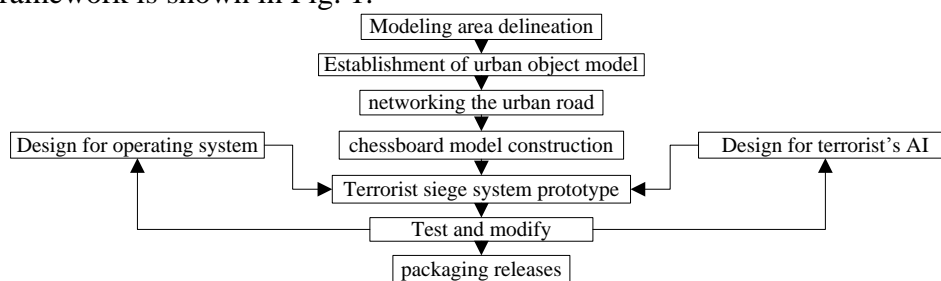 framework is shown in Fig. 1.
Modeling area delineation
Establishment of urban object model
networking the urban road
Design for operating system
chessboard model construction
Design for terrorist's AI
Terrorist siege system prototype
Test and modify
packaging releases